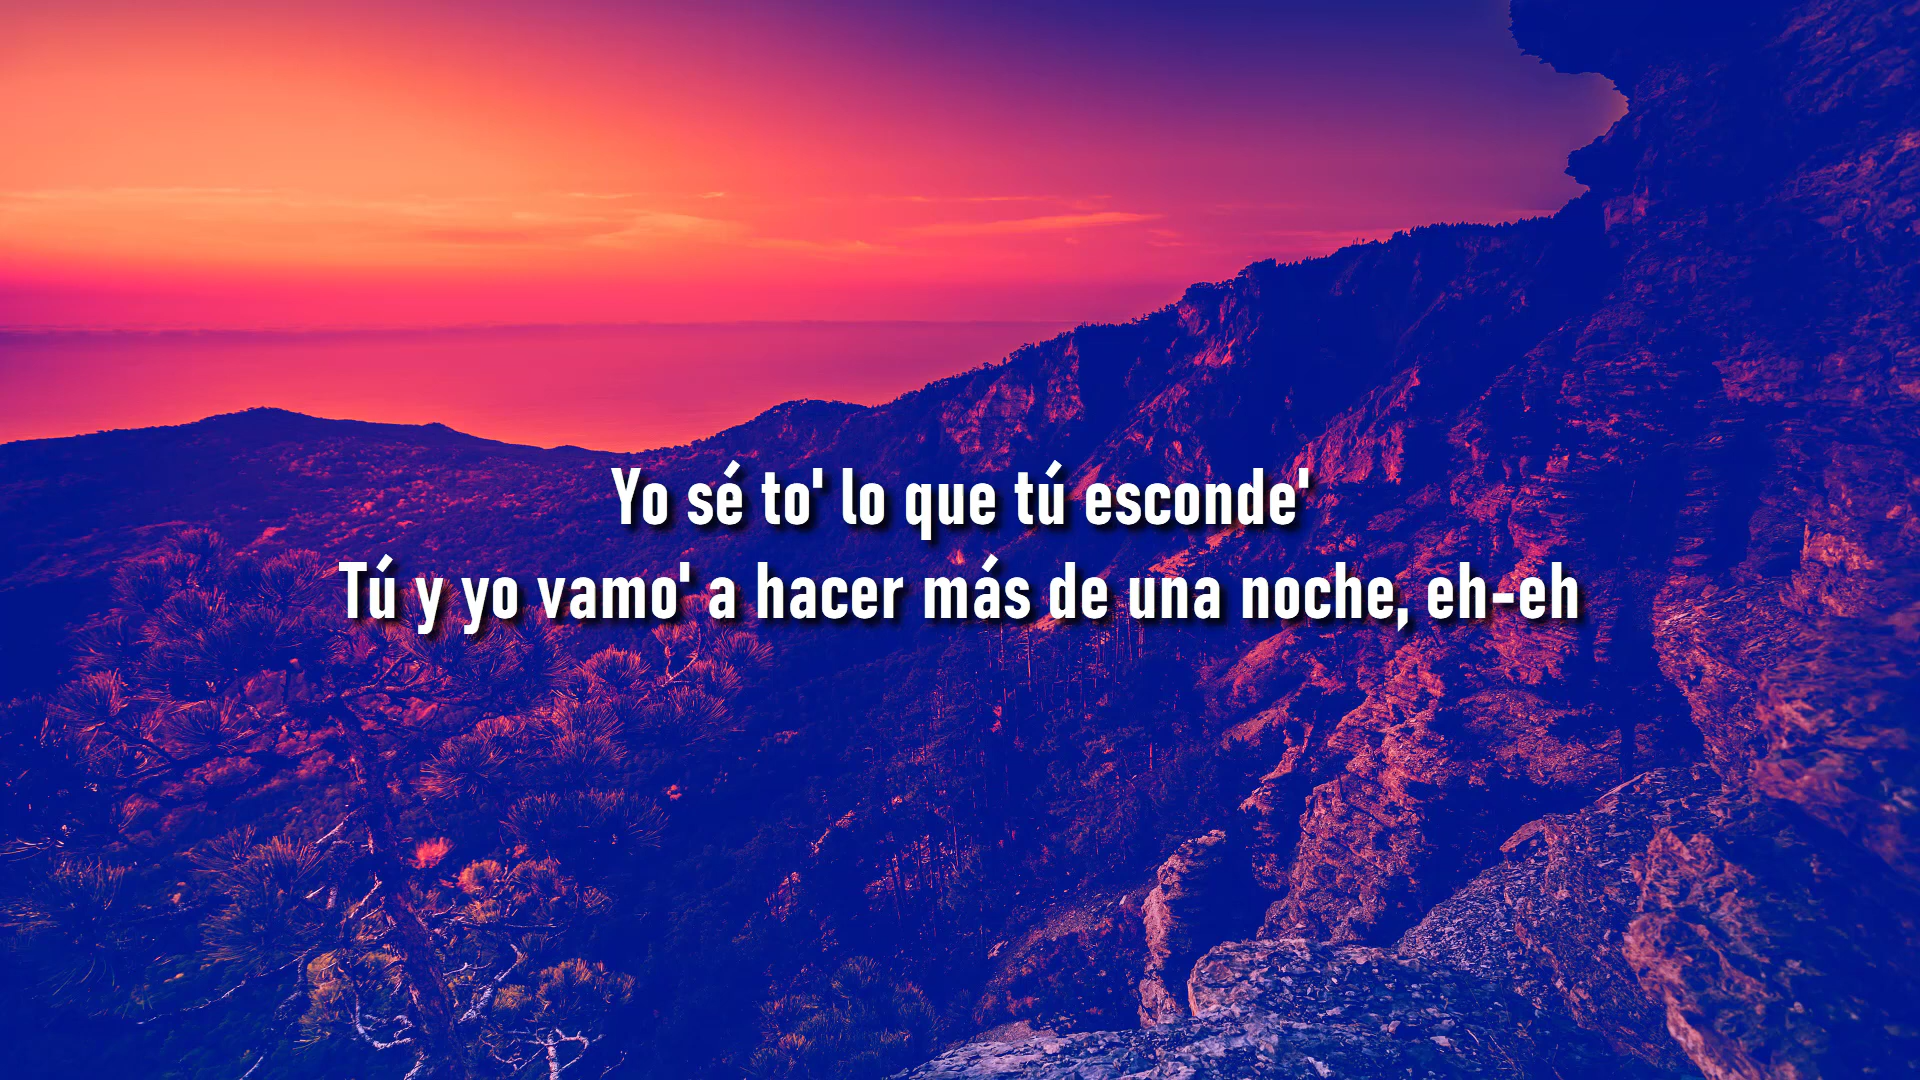 Yo sé to' lo que tú esconde'
Tú y yo vamo' a hacer más de una noche, eh-eh